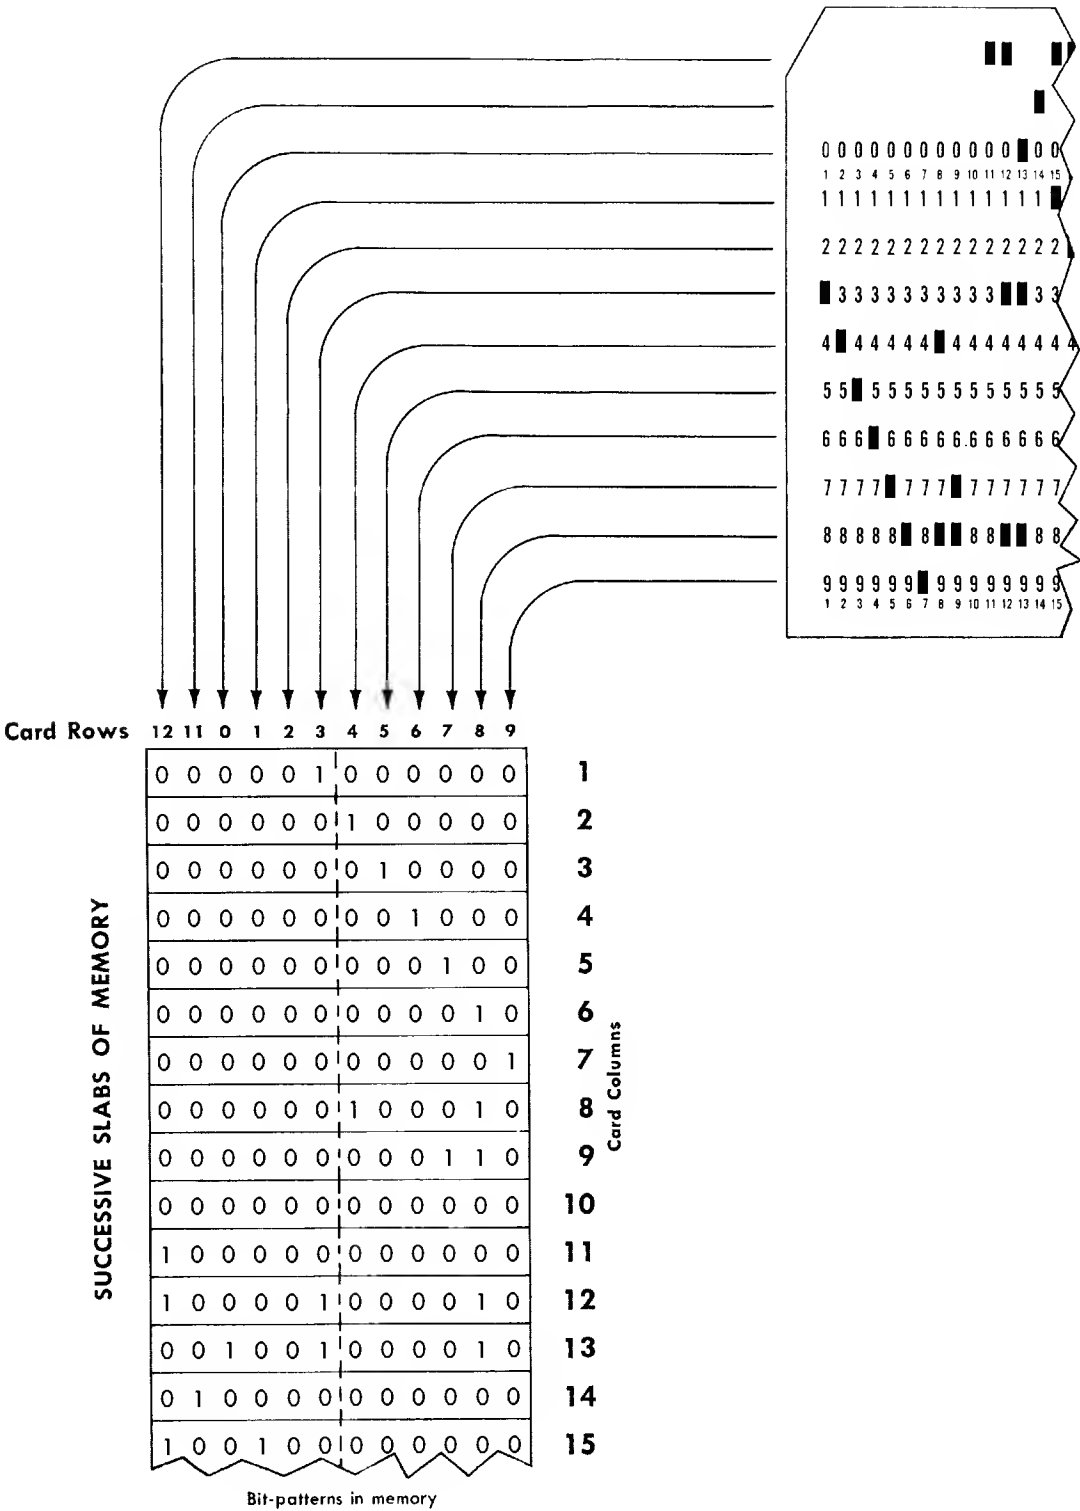 0 0 0 0 0 0 0 0 0 0 0 0 0 0
1 2 3 4 5 6 7 8 9 10 11 12 13 14 15
1 1 1 1 1 1 1 1 1 1 1 1 1 1
2 2 2 2 2 2 2 2 2 2 2 2 2 2 2
3 3 3 3 3 3 3 3 3 3 3 3
4 4 4 4 4 4 4 4 4 4 4 4 4 4
5 5 5 5 5 5 5 5 5 5 5 5 5 5
6 6 6 6 6 6 6 6 6 6 6 6 6 6
7 7 7 7 7 7 7 7 7 7 7 7 7
8 8 8 8 8 8 8 8 8 8
9 9 9 9 9 9 9 9 9 9 9 9 9 9
1 2 3 4 5 6 7 8 9 10 11 12 13 14 15
Card Rows 12 11 0 1 2 3 4 5 6 7 8 9
0 0 0 0 0 1 0 0 0 0 0 0 1
0 0 0 0 0 0 1 0 0 0 0 0 2
0 0 0 0 0 0 0 1 0 0 0 0 3
0 0 0 0 0 0 0 0 1 0 0 0 4
0 0 0 0 0 0 0 0 0 1 0 0 5
0 0 0 0 0 0 0 0 0 0 1 0 6
0 0 0 0 0 0 0 0 0 0 0 1 7
0 0 0 0 0 0 1 0 0 0 1 0 8
0 0 0 0 0 0 0 0 0 1 1 0 9
0 0 0 0 0 0 0 0 0 0 0 0 10
1 0 0 0 0 0 0 0 0 0 0 0 11
1 0 0 0 0 1 0 0 0 0 1 0 12
0 0 1 0 0 1 0 0 0 0 1 0 13
0 1 0 0 0 0 0 0 0 0 0 0 14
1 0 0 1 0 0 0 0 0 0 0 0 15
SUCCESSIVE SLABS OF MEMORY
Card Columns
Bit-patterns in memory